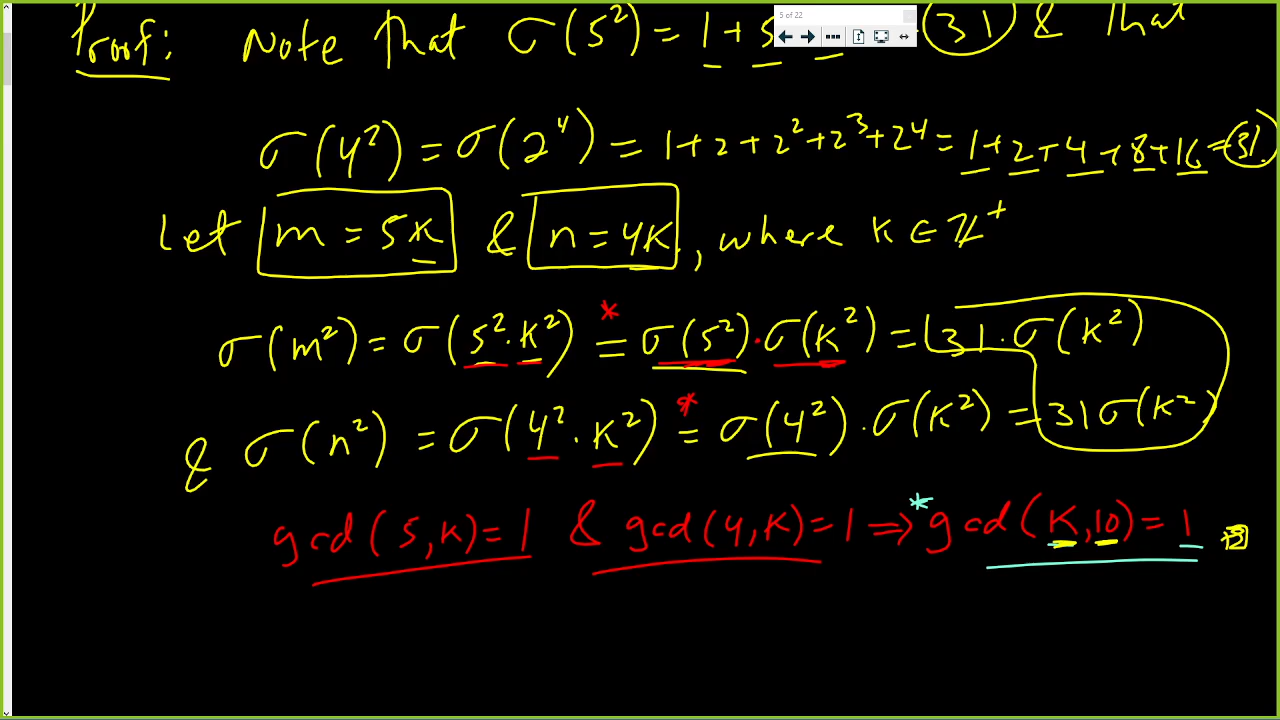 5 of 22
Proof: Note that σ(5²) = 1 + 5 31 & that
σ(4²) = σ(2⁴) = 1+2+2²+2³+2⁴ = 1+2+4+8+16 = 31.
Let m = 5k & n = 4k, where k ∈ ℤ⁺
σ(m²) = σ(5²·k²) =* σ(5²)·σ(k²) = 31·σ(k²)
& σ(n²) = σ(4²·k²) =* σ(4²)·σ(k²) = 31σ(k²)
gcd(5,k)=1 & gcd(4,k)=1 ⇒* gcd(k,10)=1